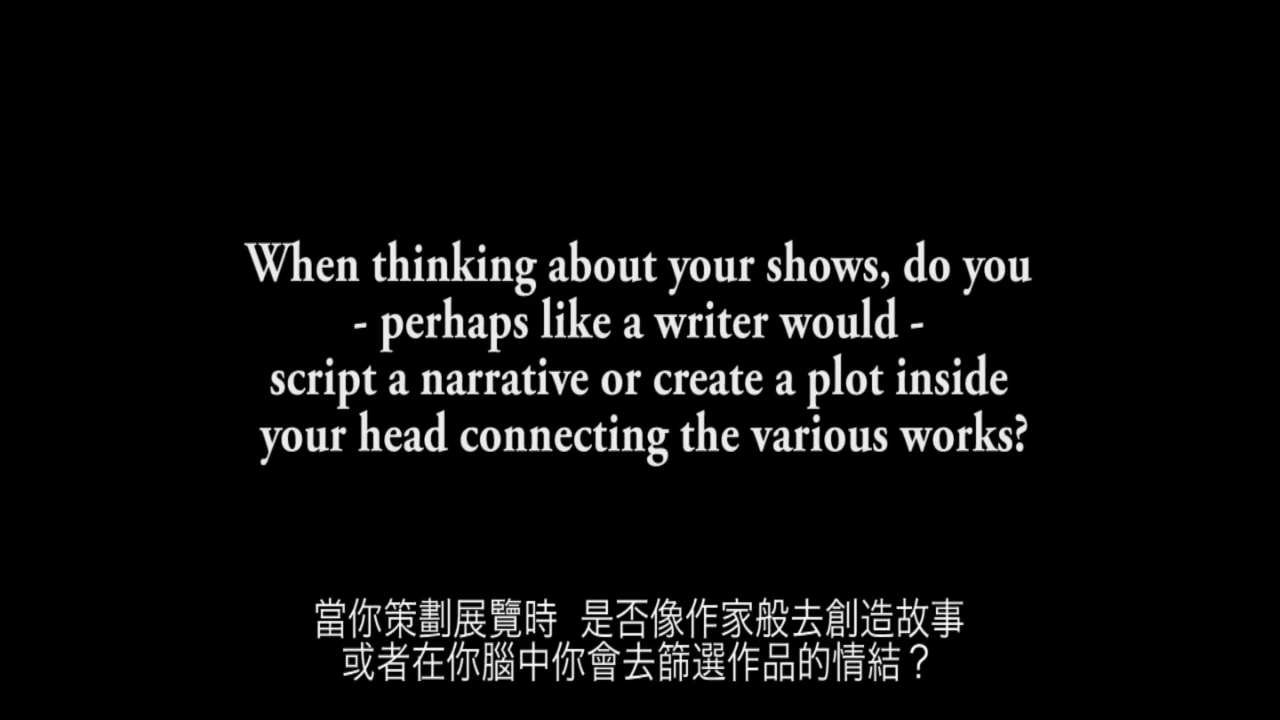 When thinking about your shows, do you
- perhaps like a writer would -
script a narrative or create a plot inside
your head connecting the various works?
當你策劃展覽時 是否像作家般去創造故事
或者在你腦中你會去篩選作品的情結？